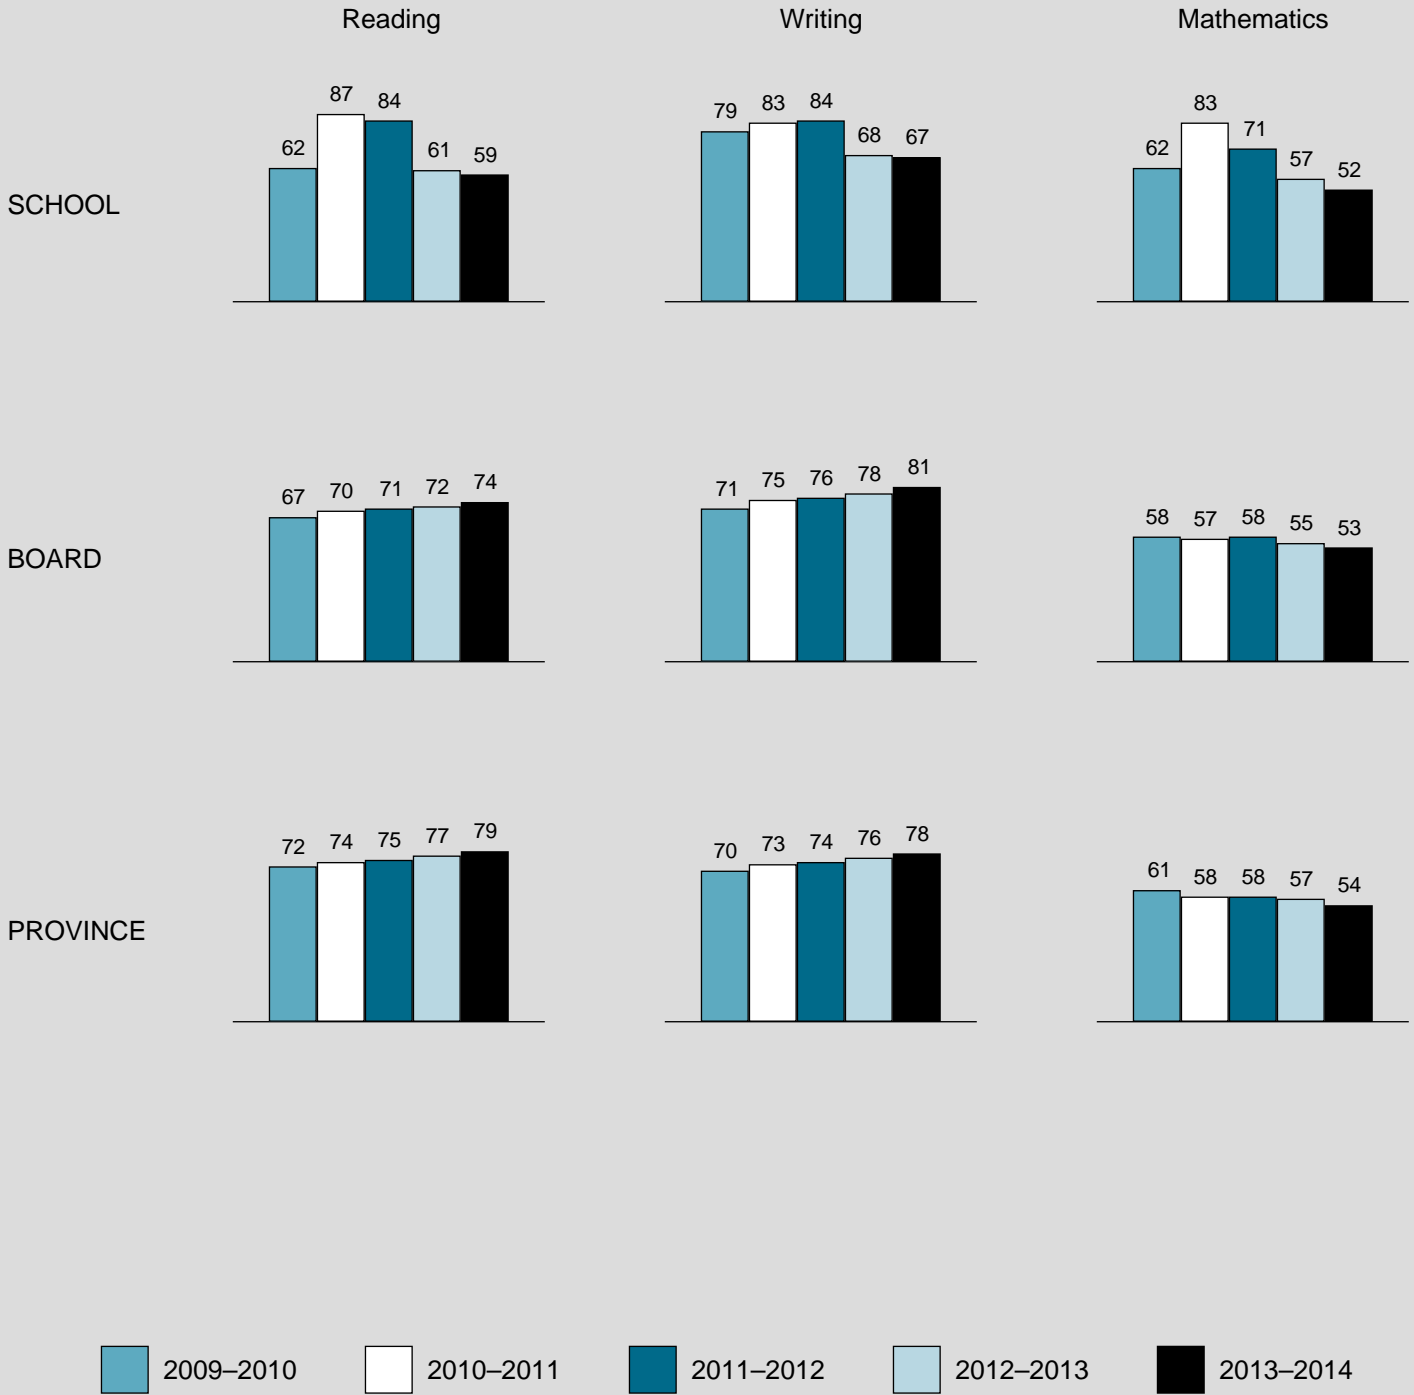 Reading Writing Mathematics
SCHOOL
62 87 84 61 59
79 83 84 68 67
62 83 71 57 52
BOARD
67 70 71 72 74
71 75 76 78 81
58 57 58 55 53
PROVINCE
72 74 75 77 79
70 73 74 76 78
61 58 58 57 54
2009–2010 2010–2011 2011–2012 2012–2013 2013–2014